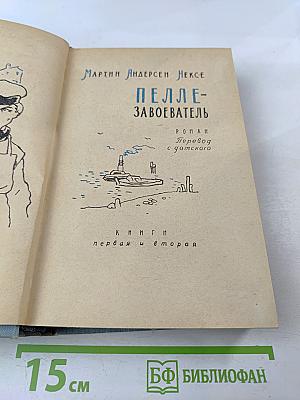 Мартин Андерсен Нексе
ПЕЛЛЕ-
ЗАВОЕВАТЕЛЬ
РОМАН
Перевод
с датского
КНИГИ
первая и вторая
15 см
БФ БИБЛИОФАН